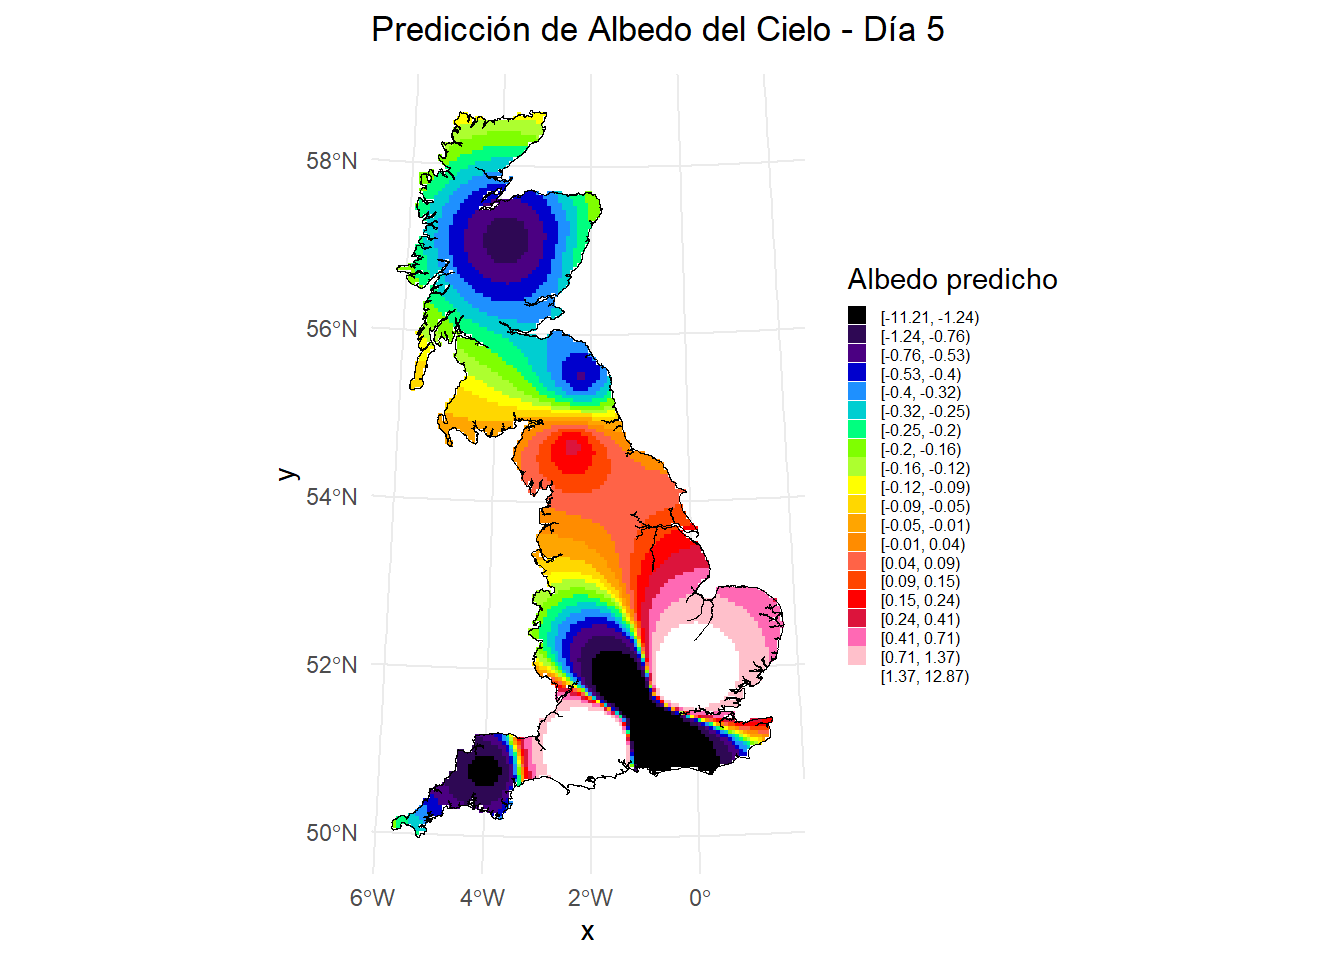 Predicción de Albedo del Cielo - Día 5
58°N
56°N
54°N
52°N
50°N
y
6°W
4°W
2°W
0°
x
Albedo predicho
[-11.21, -1.24)
[-1.24, -0.76)
[-0.76, -0.53)
[-0.53, -0.4)
[-0.4, -0.32)
[-0.32, -0.25)
[-0.25, -0.2)
[-0.2, -0.16)
[-0.16, -0.12)
[-0.12, -0.09)
[-0.09, -0.05)
[-0.05, -0.01)
[-0.01, 0.04)
[0.04, 0.09)
[0.09, 0.15)
[0.15, 0.24)
[0.24, 0.41)
[0.41, 0.71)
[0.71, 1.37)
[1.37, 12.87)